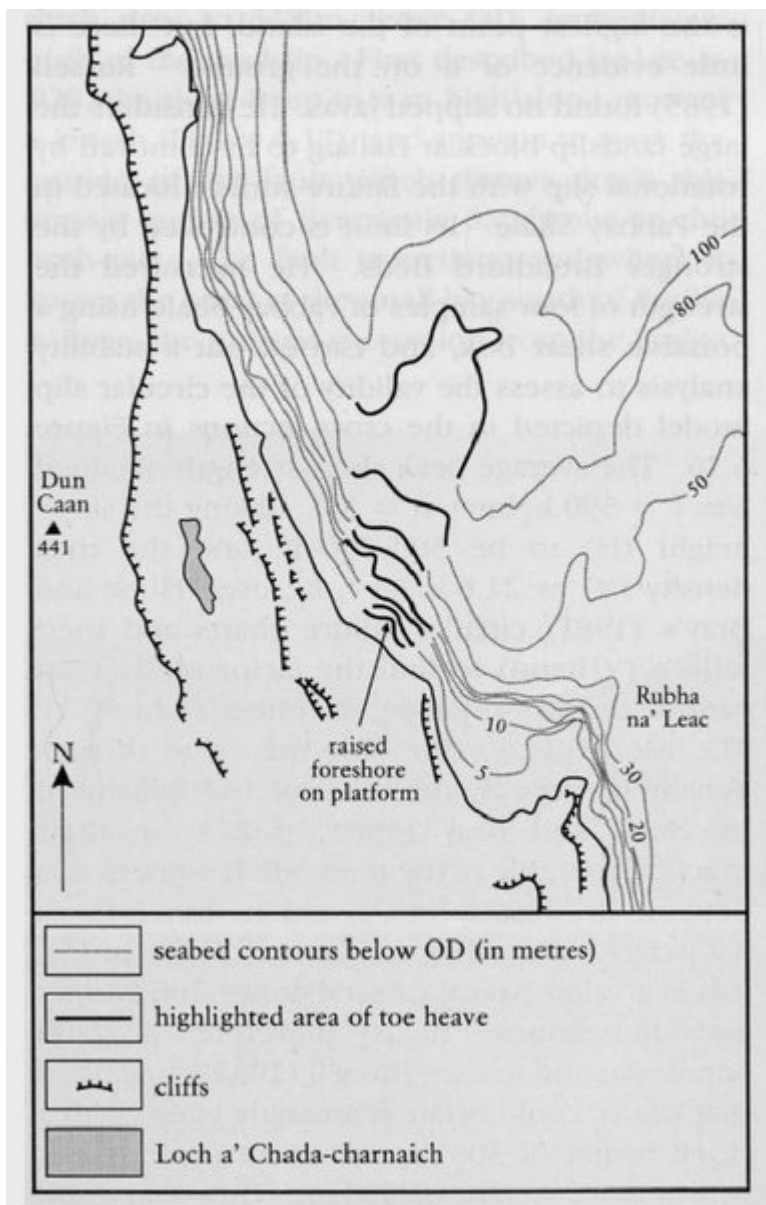 100
80
50
Dun
Caan
441
Rubha
na' Leac
10
raised
foreshore
on platform
5
30
20
N
seabed contours below OD (in metres)
highlighted area of toe heave
cliffs
Loch a' Chada-charnaich